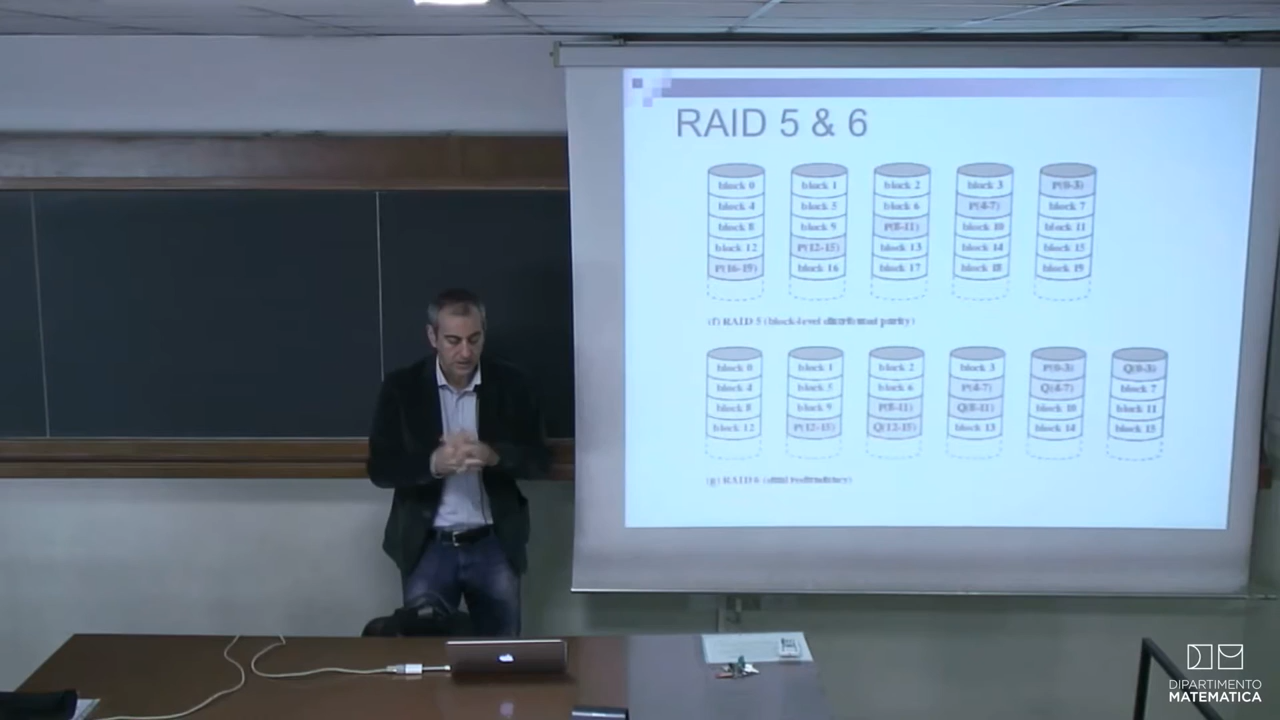 RAID 5 & 6
block 0 block 1 block 2 block 3 P(0-3)
block 4 block 5 block 6 P(4-7) block 7
block 8 block 9 P(8-11) block 10 block 11
block 12 P(12-15) block 13 block 14 block 15
P(16-19) block 16 block 17 block 18 block 19
(f) RAID 5 (block-level distributed parity)
block 0 block 1 block 2 block 3 P(0-3) Q(0-3)
block 4 block 5 block 6 P(4-7) Q(4-7) block 7
block 8 block 9 P(8-11) Q(8-11) block 10 block 11
block 12 P(12-15) Q(12-15) block 13 block 14 block 15
(g) RAID 6 (dual redundancy)
DM
DIPARTIMENTO
MATEMATICA